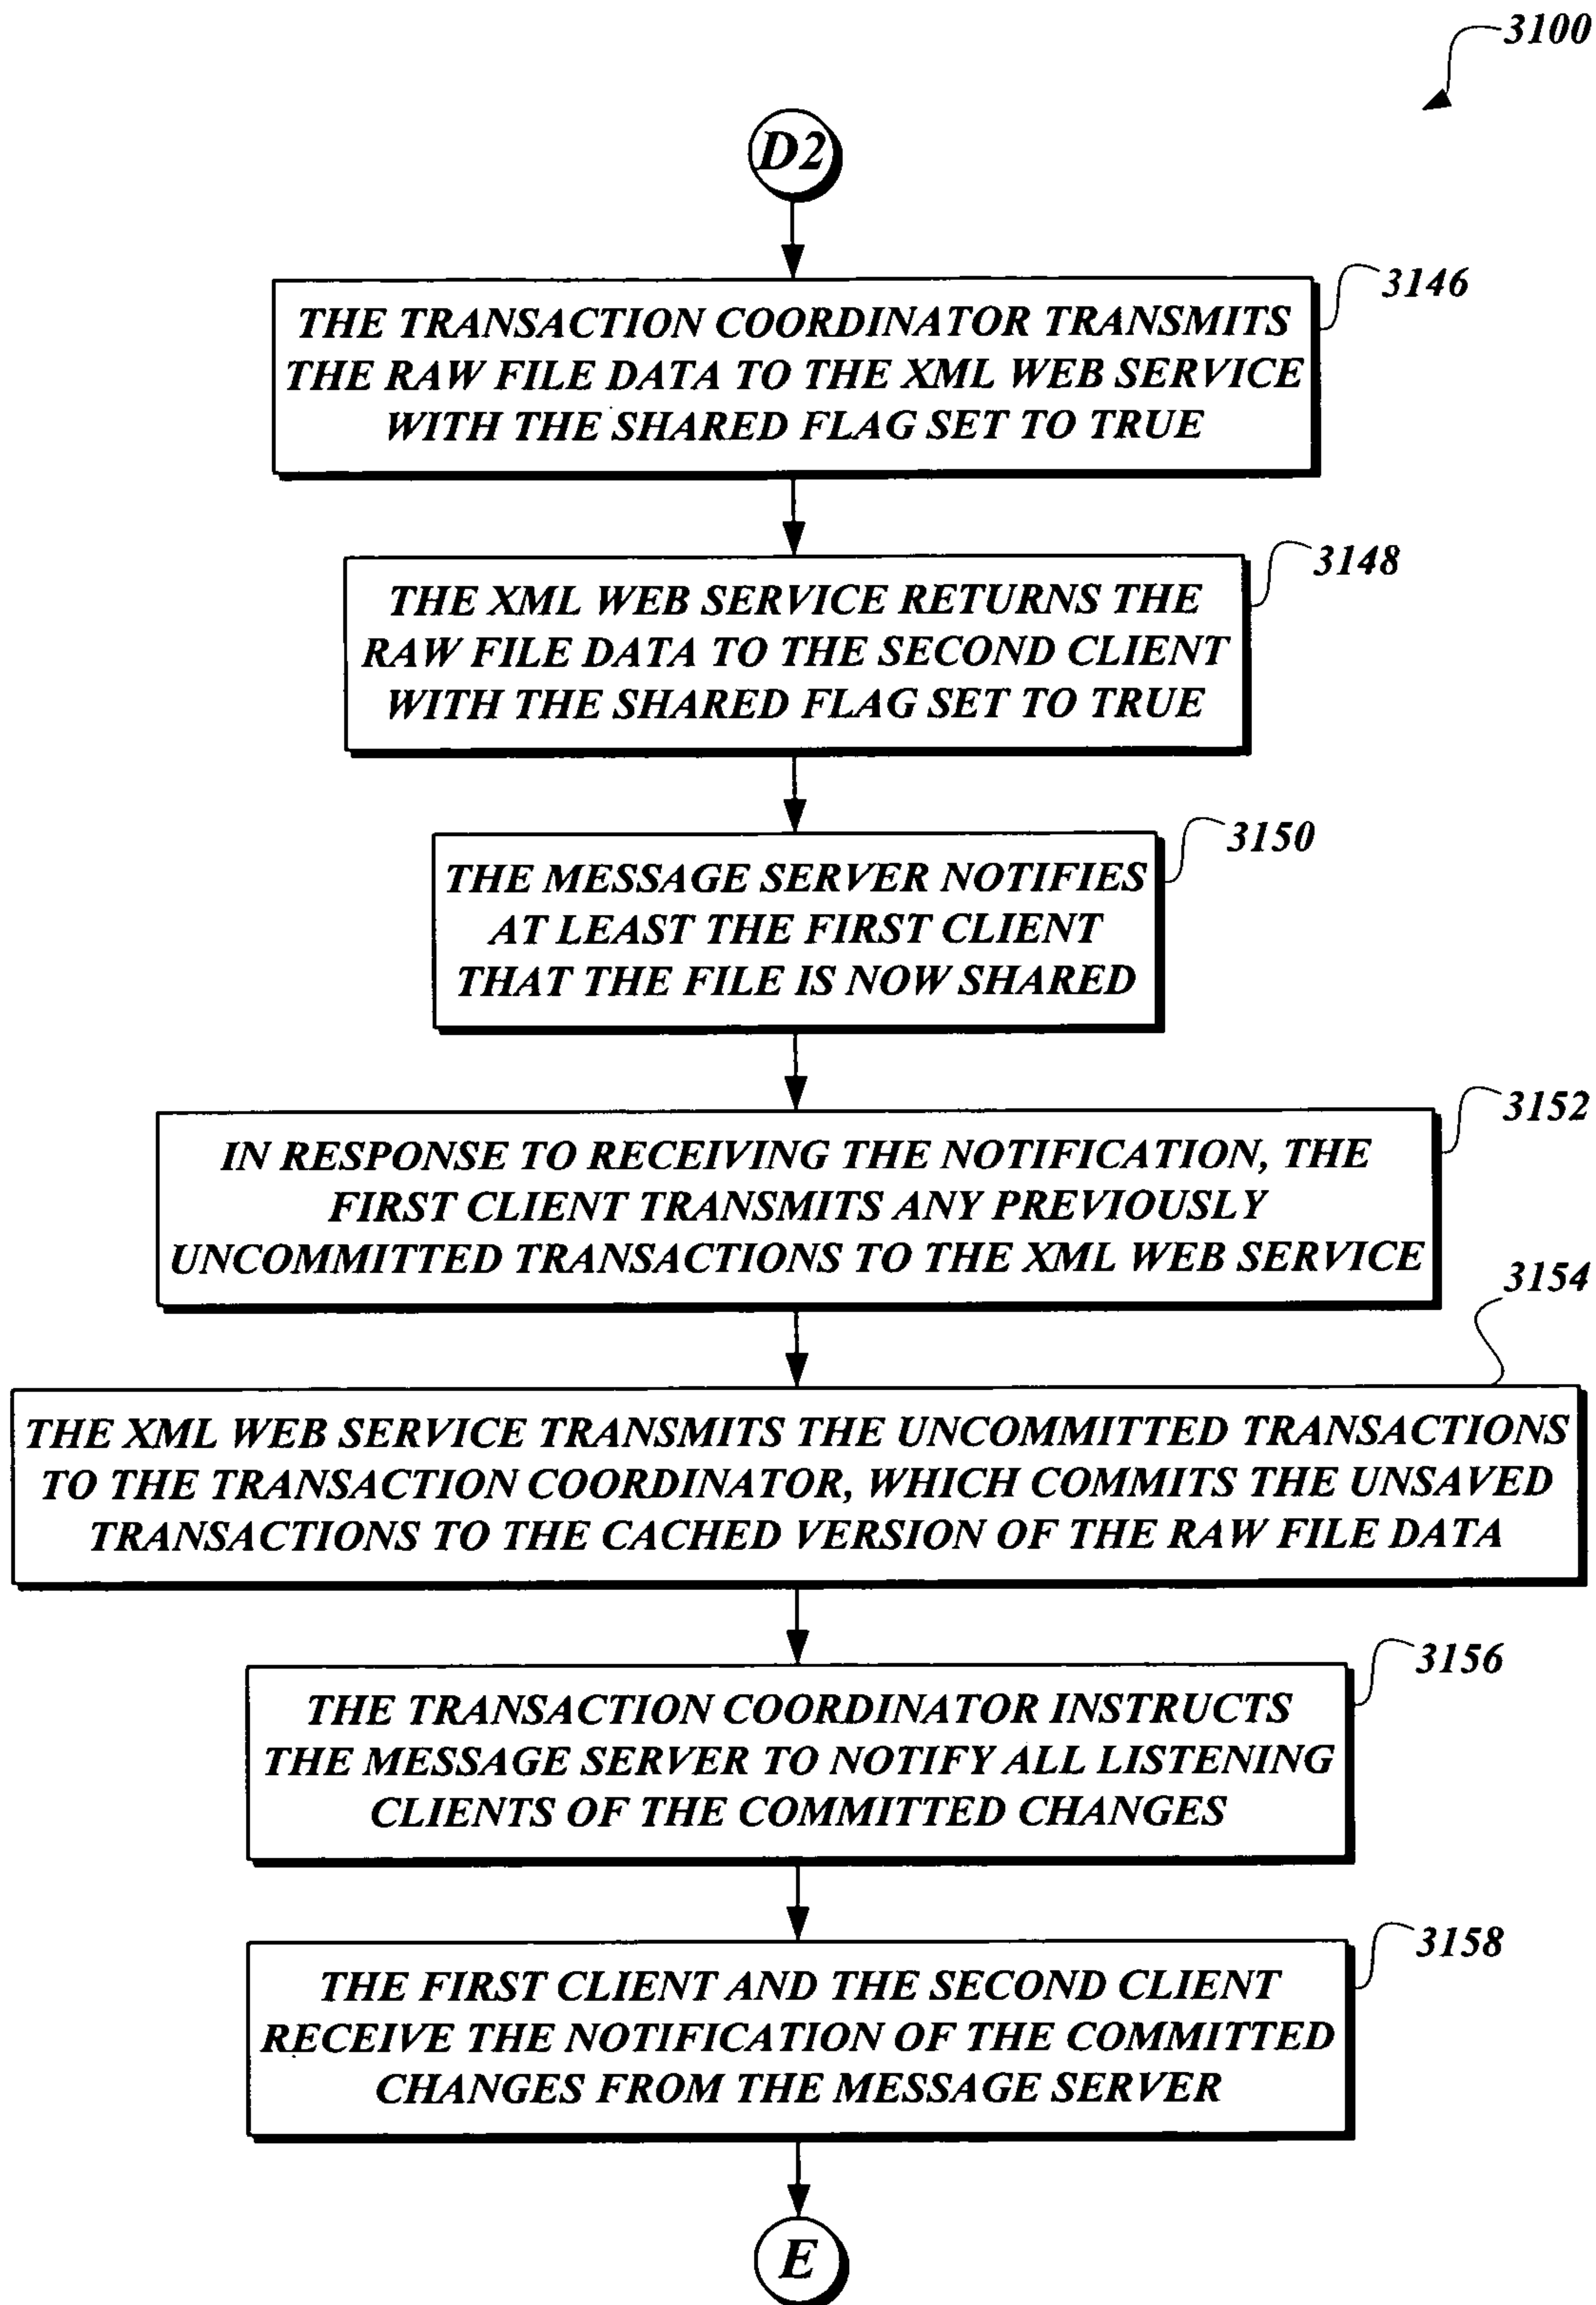 3100
D2
3146
THE TRANSACTION COORDINATOR TRANSMITS
THE RAW FILE DATA TO THE XML WEB SERVICE
WITH THE SHARED FLAG SET TO TRUE
3148
THE XML WEB SERVICE RETURNS THE
RAW FILE DATA TO THE SECOND CLIENT
WITH THE SHARED FLAG SET TO TRUE
3150
THE MESSAGE SERVER NOTIFIES
AT LEAST THE FIRST CLIENT
THAT THE FILE IS NOW SHARED
3152
IN RESPONSE TO RECEIVING THE NOTIFICATION, THE
FIRST CLIENT TRANSMITS ANY PREVIOUSLY
UNCOMMITTED TRANSACTIONS TO THE XML WEB SERVICE
3154
THE XML WEB SERVICE TRANSMITS THE UNCOMMITTED TRANSACTIONS
TO THE TRANSACTION COORDINATOR, WHICH COMMITS THE UNSAVED
TRANSACTIONS TO THE CACHED VERSION OF THE RAW FILE DATA
3156
THE TRANSACTION COORDINATOR INSTRUCTS
THE MESSAGE SERVER TO NOTIFY ALL LISTENING
CLIENTS OF THE COMMITTED CHANGES
3158
THE FIRST CLIENT AND THE SECOND CLIENT
RECEIVE THE NOTIFICATION OF THE COMMITTED
CHANGES FROM THE MESSAGE SERVER
E